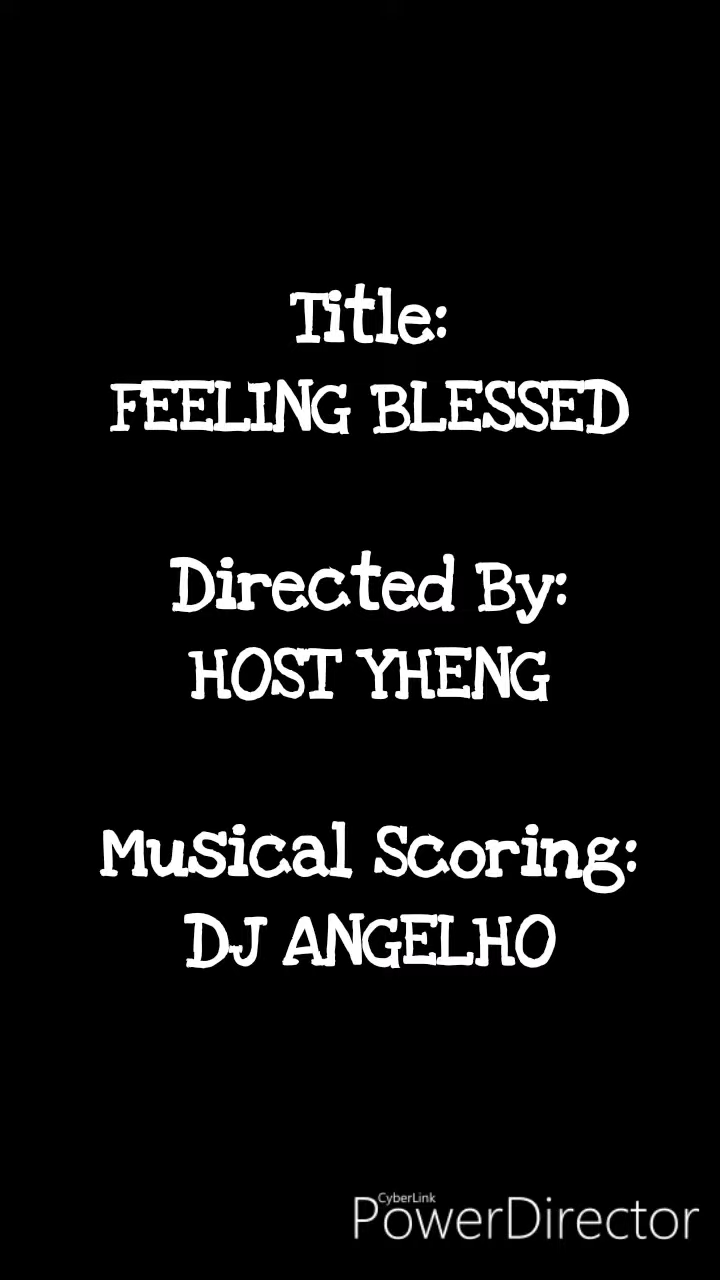 Title:
FEELING BLESSED
Directed By:
HOST YHENG
Musical Scoring:
DJ ANGELHO
CyberLink
PowerDirector